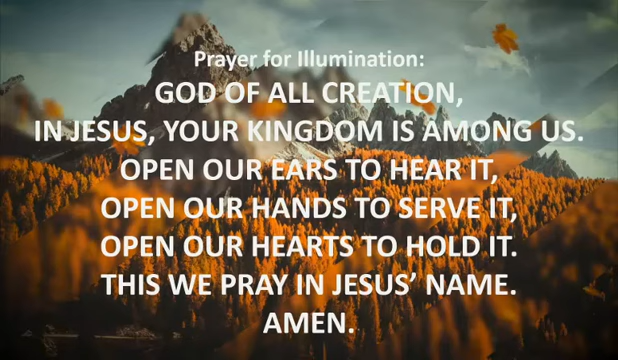 Prayer for Illumination:
GOD OF ALL CREATION,
IN JESUS, YOUR KINGDOM IS AMONG US.
OPEN OUR EARS TO HEAR IT,
OPEN OUR HANDS TO SERVE IT,
OPEN OUR HEARTS TO HOLD IT.
THIS WE PRAY IN JESUS’ NAME.
AMEN.